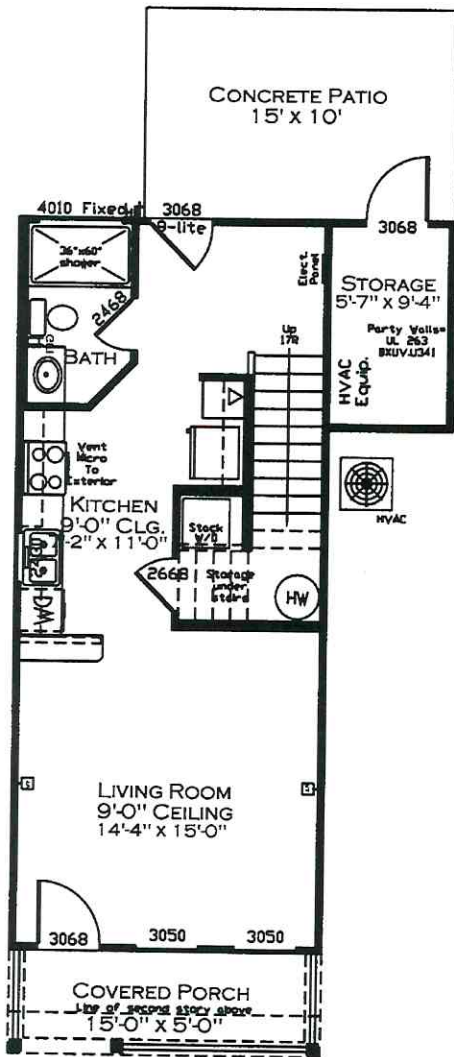 CONCRETE PATIO
15' x 10'
4010 Fixed
3068
9-lite
3068
36"x60"
shower
2468
Elect.
Panel
STORAGE
5'-7" x 9'-4"
Party Walls=
UL 263
BXUV.U341
HVAC
Equip.
Up
17R
BATH
Vent
Micro
To
Exterior
HVAC
KITCHEN
9'-0" CLG.
-2" x 11'-0"
Stack
W/D
2668
Storage
under
stairs
HW
DW
LIVING ROOM
9'-0" CEILING
14'-4" x 15'-0"
3068
3050
3050
COVERED PORCH
Line of second story above
15'-0" x 5'-0"